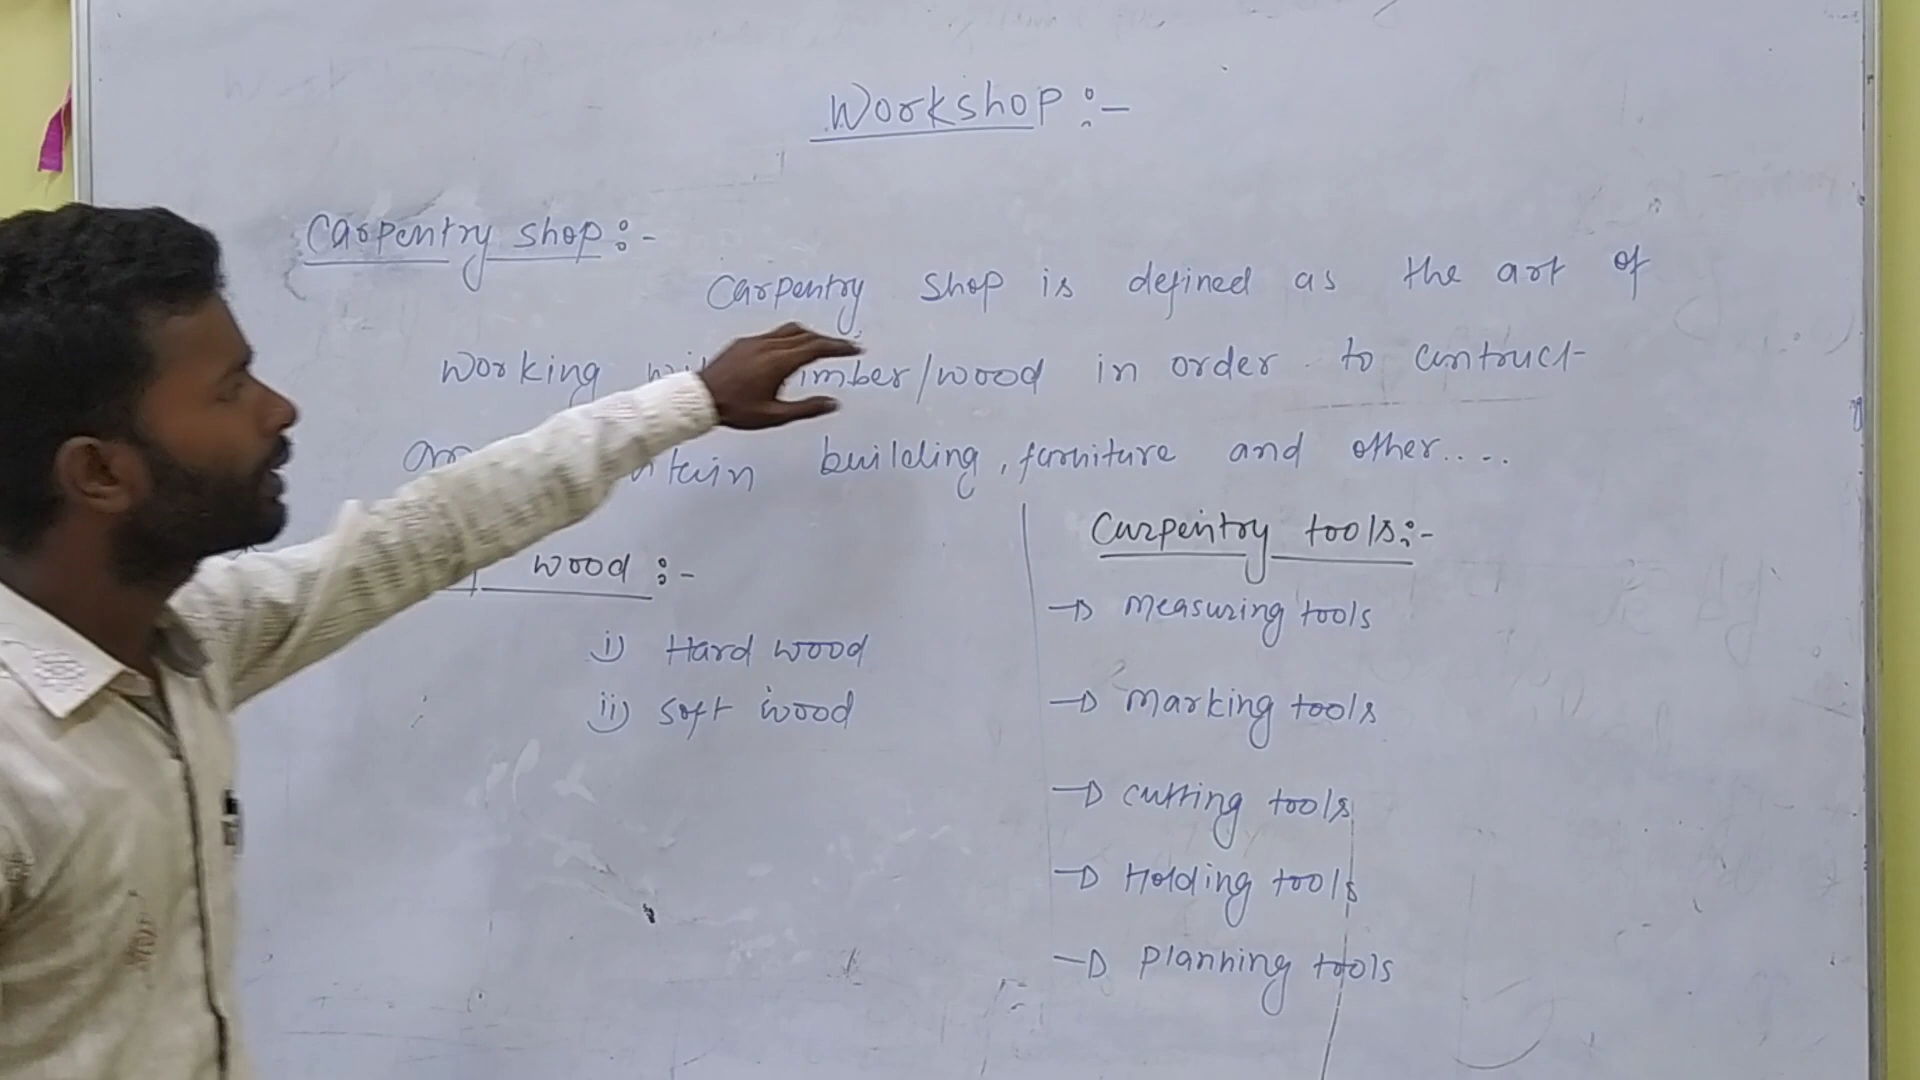 Workshop :-
Carpentry shop :-
Carpentry shop is defined as the art of
working timber/wood in order to contruct
building, furniture and other....
wood :-
i) Hard wood
ii) Soft wood
Carpentry tools :-
→ Measuring tools
→ Marking tools
→ cutting tools
→ Holding tools
→ Planning tools